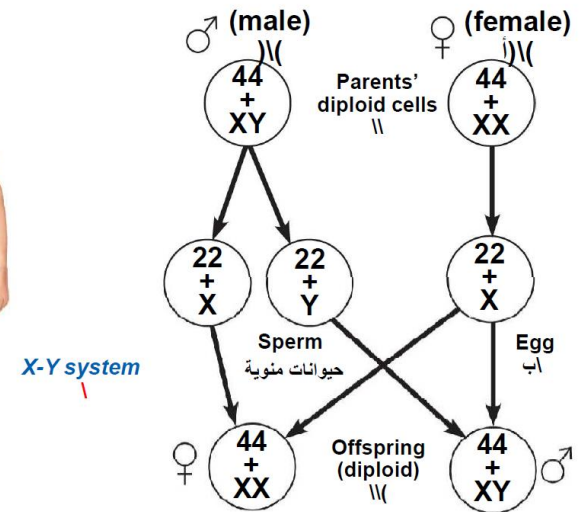 ♂ (male)
)\(
♀ (female)
أ)\(
44
+
XY
Parents'
diploid cells
\\
44
+
XX
22
+
X
22
+
Y
22
+
X
X-Y system
\
Sperm
حيوانات منوية
Egg
ب\
♀
44
+
XX
Offspring
(diploid)
\\(
44
+
XY
♂